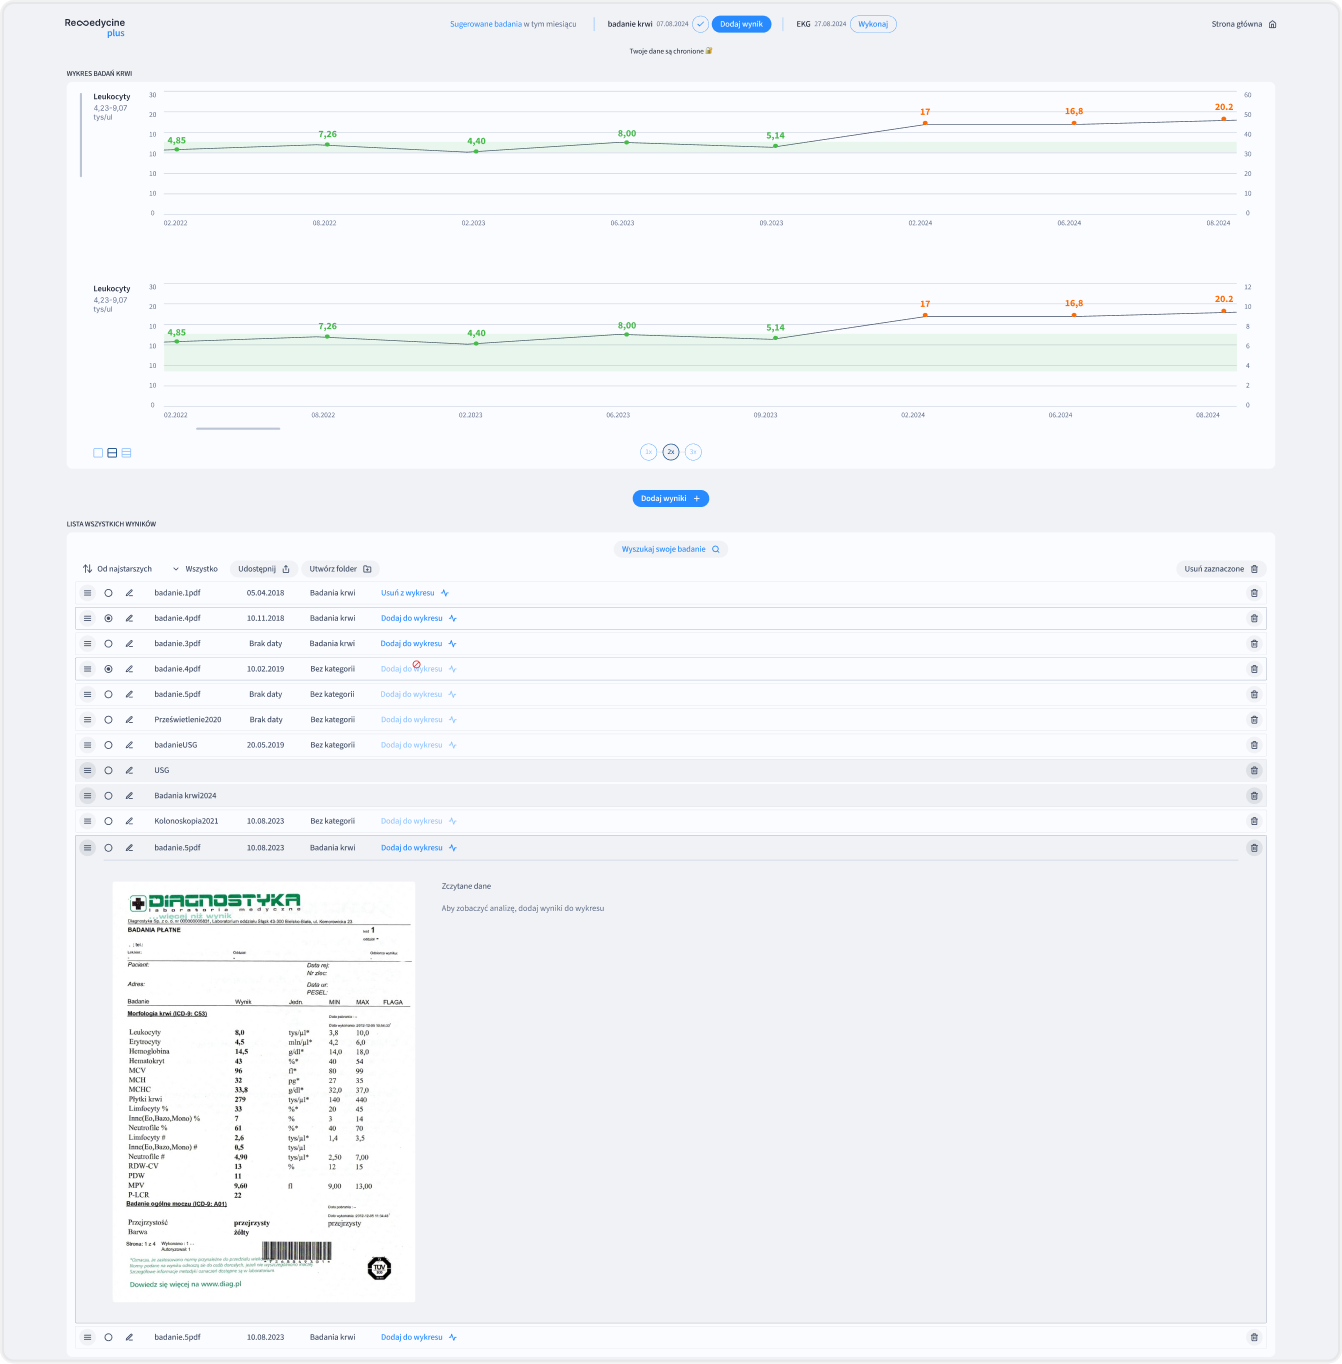 Recoedycine
plus
Sugerowane badania w tym miesiącu
badanie krwi 07.08.2024 Dodaj wynik
EKG 27.08.2024 Wykonaj
Strona główna
Twoje dane są chronione
WYKRES BADAŃ KRWI
Leukocyty
4,23-9,07
tys/ul
30
20
10
10
10
10
0
4,85
7,26
4,40
8,00
5,14
17
16,8
20.2
60
50
40
30
20
10
0
02.2022 08.2022 02.2023 06.2023 09.2023 02.2024 06.2024 08.2024
Leukocyty
4,23-9,07
tys/ul
30
20
10
10
10
10
0
4,85
7,26
4,40
8,00
5,14
17
16,8
20.2
12
10
8
6
4
2
0
02.2022 08.2022 02.2023 06.2023 09.2023 02.2024 06.2024 08.2024
1x 2x 3x
Dodaj wyniki +
LISTA WSZYSTKICH WYNIKÓW
Wyszukaj swoje badanie
Od najstarszych Wszystko Udostępnij Utwórz folder Usuń zaznaczone
badanie.1pdf 05.04.2018 Badania krwi Usuń z wykresu
badanie.4pdf 10.11.2018 Badania krwi Dodaj do wykresu
badanie.3pdf Brak daty Badania krwi Dodaj do wykresu
badanie.4pdf 10.02.2019 Bez kategorii Dodaj do wykresu
badanie.5pdf Brak daty Bez kategorii Dodaj do wykresu
Prześwietlenie2020 Brak daty Bez kategorii Dodaj do wykresu
badanieUSG 20.05.2019 Bez kategorii Dodaj do wykresu
USG
Badania krwi2024
Kolonoskopia2021 10.08.2023 Bez kategorii Dodaj do wykresu
badanie.5pdf 10.08.2023 Badania krwi Dodaj do wykresu
Zczytane dane
Aby zobaczyć analizę, dodaj wyniki do wykresu
DIAGNOSTYKA
laboratoria medyczne
więcej niż wynik
BADANIA PŁATNE
1
Pacjent: Data rej:
Nr zlec:
Adres: Data ur:
PESEL:
Badanie Wynik Jedn. MIN MAX FLAGA
Morfologia krwi (ICD-9: C53)
Leukocyty 8,0 tys/µl* 3,8 10,0
Erytrocyty 4,5 mln/µl* 4,2 6,0
Hemoglobina 14,5 g/dl* 14,0 18,0
Hematokryt 43 %* 40 54
MCV 96 fl* 80 99
MCH 32 pg* 27 35
MCHC 33,8 g/dl* 32,0 37,0
Płytki krwi 279 tys/µl* 140 440
Limfocyty % 33 %* 20 45
Inne(Eo,Bazo,Mono) % 7 % 3 14
Neutrofile % 61 %* 40 70
Limfocyty # 2,6 tys/µl* 1,4 3,5
Inne(Eo,Bazo,Mono) # 0,5 tys/µl
Neutrofile # 4,90 tys/µl* 2,50 7,00
RDW-CV 13 % 12 15
PDW 11
MPV 9,60 fl 9,00 13,00
P-LCR 22
Badanie ogólne moczu (ICD-9: A01)
Przejrzystość przejrzysty przejrzysty
Barwa żółty
Strona: 1 z 4
TÜV
Dowiedz się więcej na www.diag.pl
badanie.5pdf 10.08.2023 Badania krwi Dodaj do wykresu